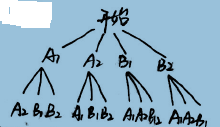 开始
A₁ A₂ B₁ B₂
A₂ B₁ B₂ A₁ B₁ B₂ A₁ A₂ B₂ A₁ A₂ B₁